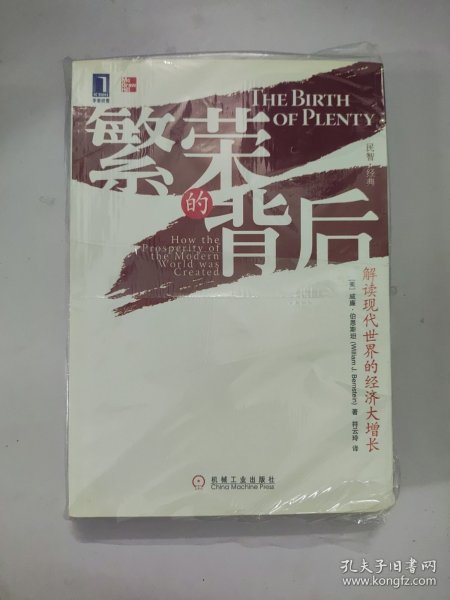 THE BIRTH
OF PLENTY
繁荣
的
背后
民智·经典
How the
Prosperity of
the Modern
World was
Created
解读现代世界的经济大增长
[美] 威廉·伯恩斯坦 (William J. Bernstein) 著 符云玲 译
机械工业出版社
China Machine Press
孔夫子旧书网
www.kongfz.com